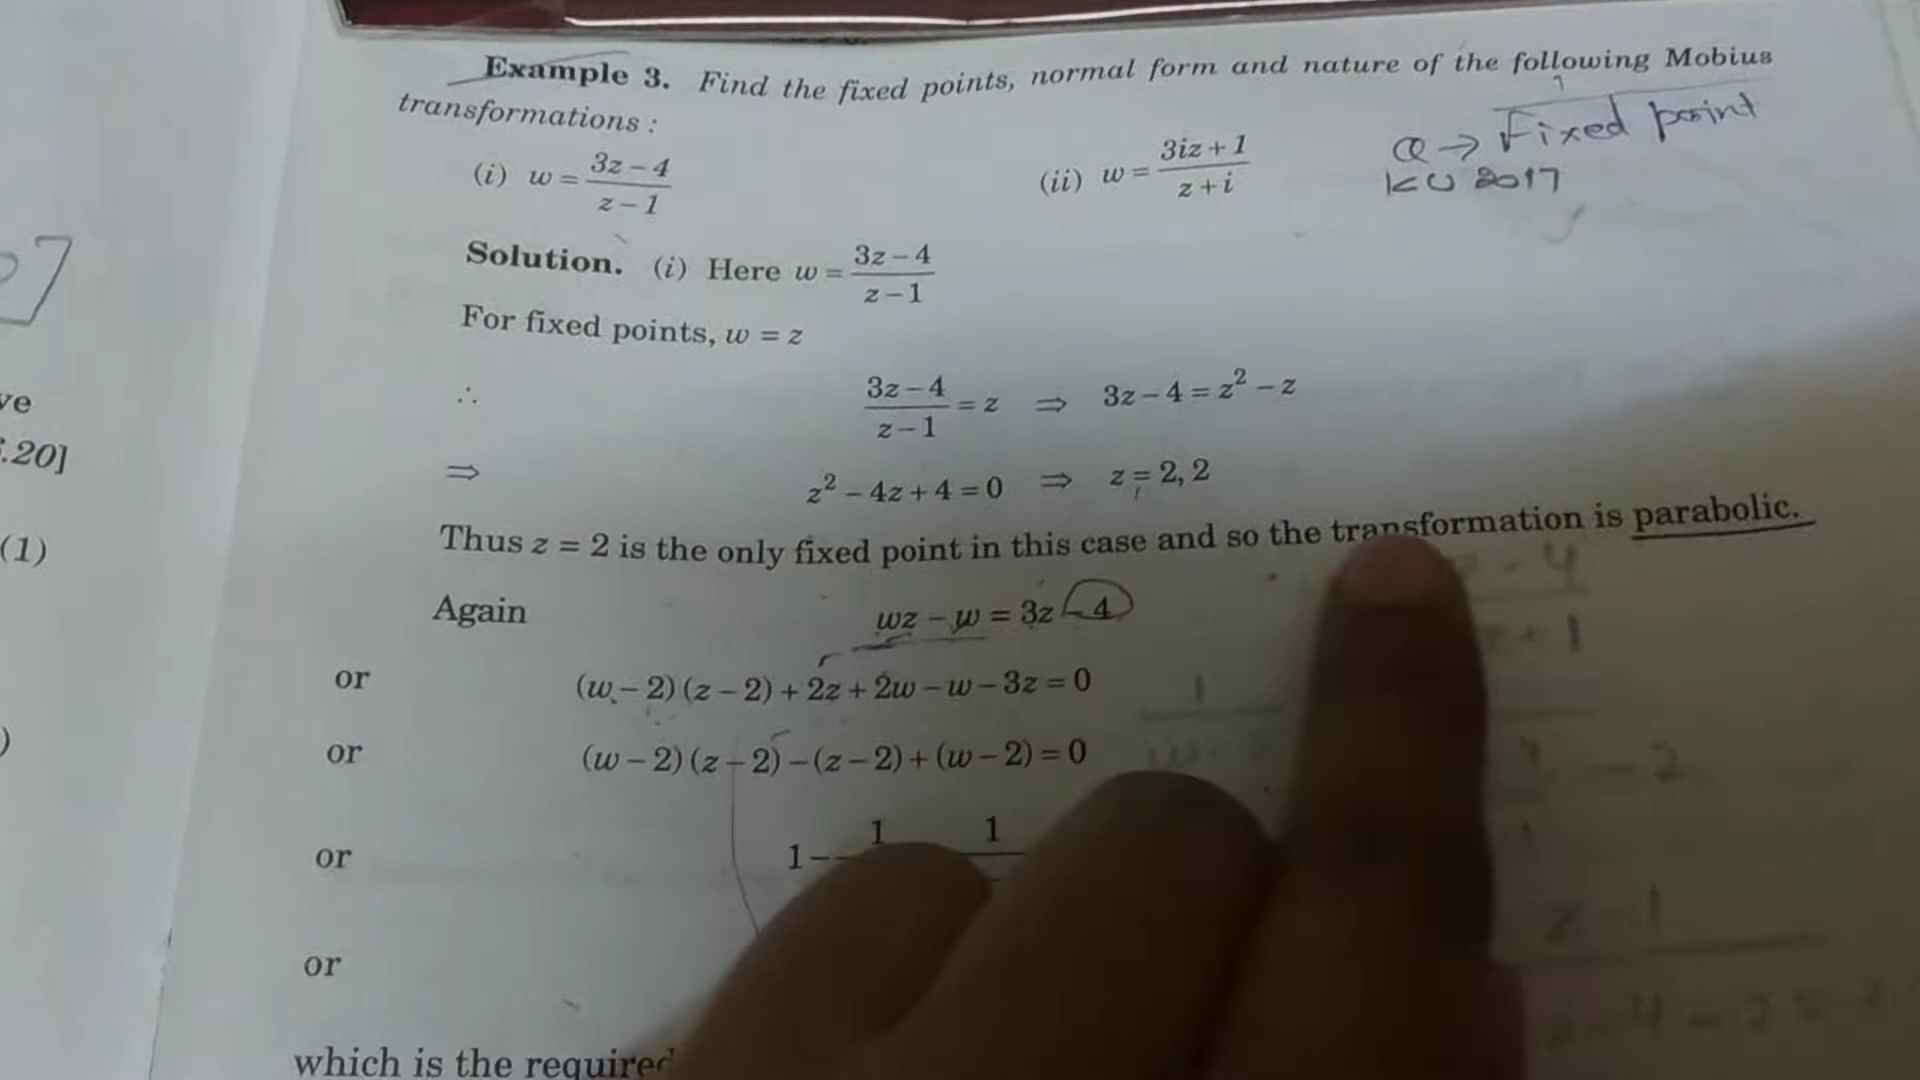 Example 3. Find the fixed points, normal form and nature of the following Mobius
transformations :
(i) w = 3z – 4 / z – 1 (ii) w = 3iz + 1 / z + i
Q → Fixed point
KU 2017
Solution. (i) Here w = 3z – 4 / z – 1
For fixed points, w = z
∴ 3z – 4 / z – 1 = z ⇒ 3z – 4 = z² – z
⇒ z² – 4z + 4 = 0 ⇒ z = 2, 2
Thus z = 2 is the only fixed point in this case and so the transformation is parabolic.
Again wz – w = 3z – 4
or (w – 2) (z – 2) + 2z + 2w – w – 3z = 0
or (w – 2) (z – 2) – (z – 2) + (w – 2) = 0
or 1 – 1 1
or
which is the required
ve
.20]
(1)
)